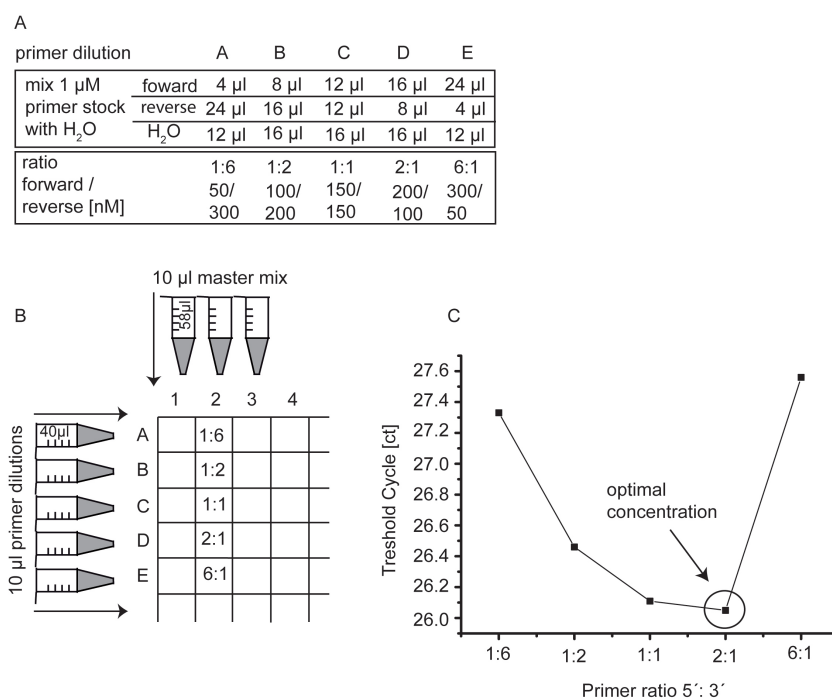 A
primer dilution A B C D E
mix 1 µM foward 4 µl 8 µl 12 µl 16 µl 24 µl
primer stock reverse 24 µl 16 µl 12 µl 8 µl 4 µl
with H2O H2O 12 µl 16 µl 16 µl 16 µl 12 µl
ratio 1:6 1:2 1:1 2:1 6:1
forward / 50/ 100/ 150/ 200/ 300/
reverse [nM] 300 200 150 100 50
B
10 µl master mix
58µl
1 2 3 4
10 µl primer dilutions
40µl
A 1:6
B 1:2
C 1:1
D 2:1
E 6:1
C
Treshold Cycle [ct]
27.6
27.4
27.2
27.0
26.8
26.6
26.4
26.2
26.0
optimal
concentration
1:6 1:2 1:1 2:1 6:1
Primer ratio 5´: 3´